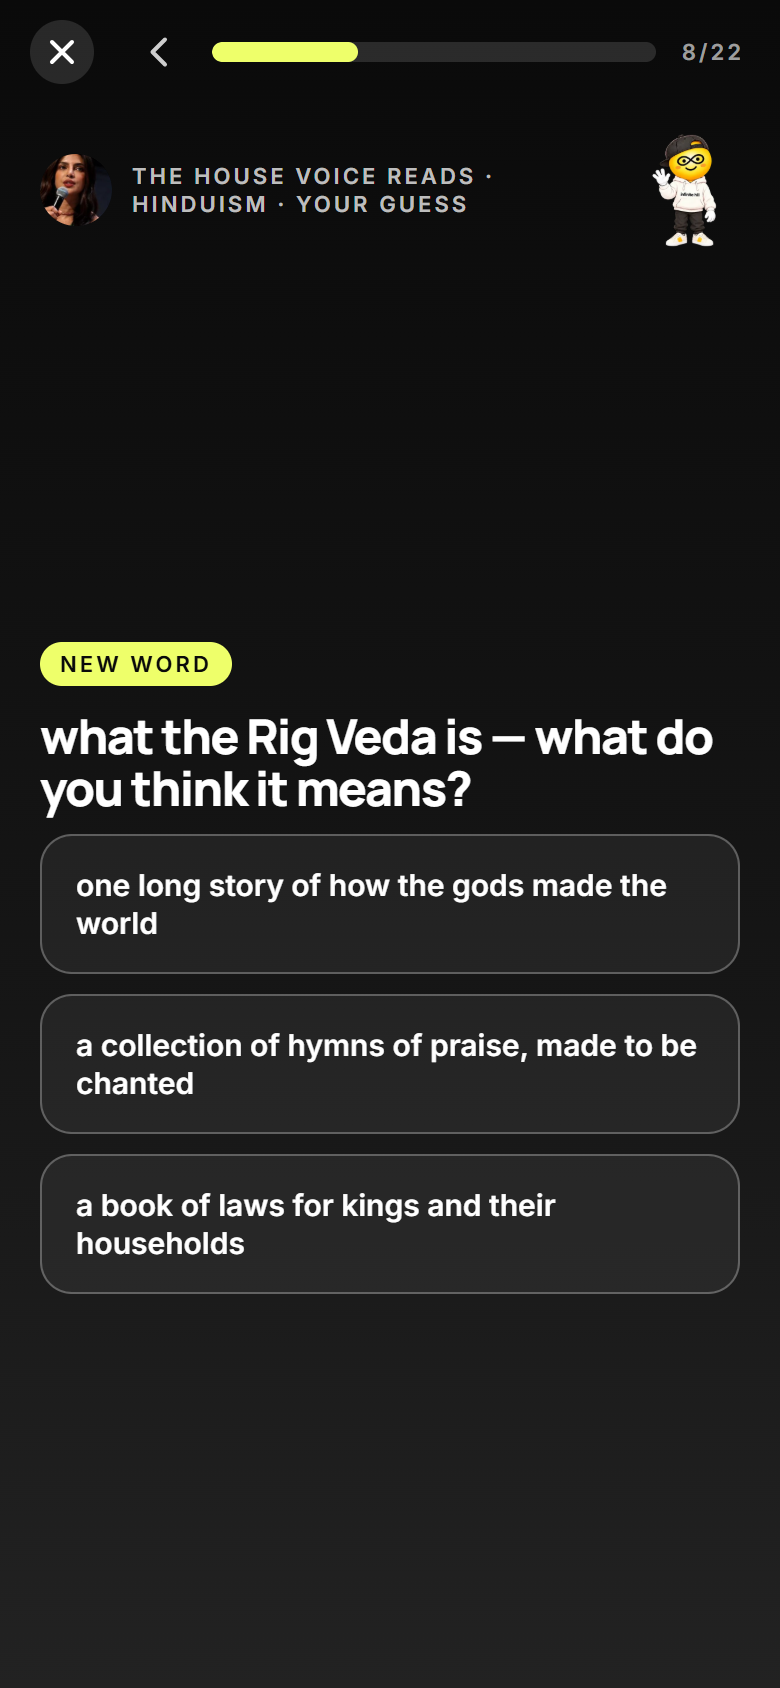 8/22
THE HOUSE VOICE READS ·
HINDUISM · YOUR GUESS
NEW WORD
what the Rig Veda is — what do
you think it means?
one long story of how the gods made the
world
a collection of hymns of praise, made to be
chanted
a book of laws for kings and their
households